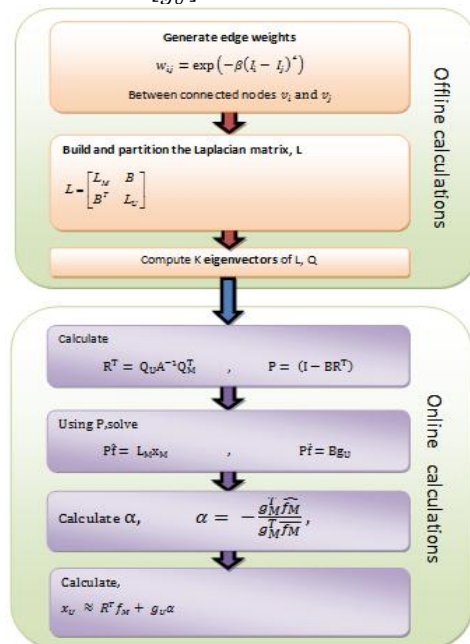 Generate edge weights
w_ij = exp(−β(I_i − I_j)^2)
Between connected nodes v_i and v_j
Build and partition the Laplacian matrix, L
L = [L_M B
B^T L_U]
Compute K eigenvectors of L, Q
Offline calculations
Calculate
R^T = Q_U Λ^−1 Q_M^T , P = (I − BR^T)
Using P,solve
Pf̂ = L_M x_M , Pf̂ = Bg_U
Calculate α, α = − g_M^T f̂_M / g_M^T f̄_M ,
Calculate,
x_U ≈ R^T f_M + g_U α
Online calculations